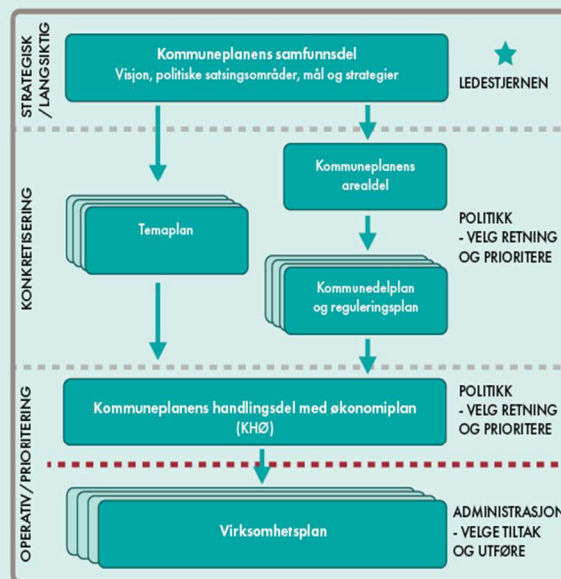 STRATEGISK
/LANGSIKTIG
Kommuneplanens samfunnsdel
Visjon, politiske satsingsområder, mål og strategier
LEDESTJERNEN
KONKRETISERING
Kommuneplanens
arealdel
Temaplan
POLITIKK
- VELG RETNING
OG PRIORITERE
Kommunedelplan
og reguleringsplan
OPERATIV/PRIORITERING
Kommuneplanens handlingsdel med økonomiplan
(KHØ)
POLITIKK
- VELG RETNING
OG PRIORITERE
Virksomhetsplan
ADMINISTRASJON
- VELGE TILTAK
OG UTFØRE